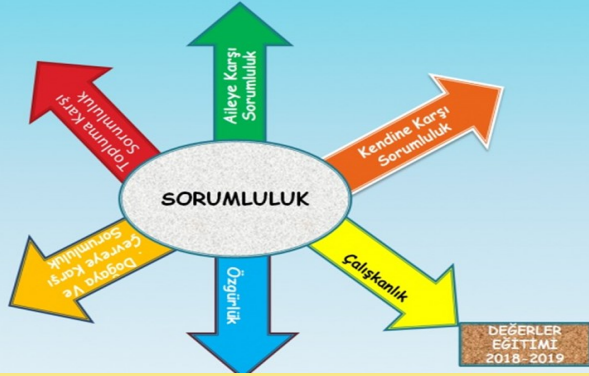 Aileye Karşı
Sorumluluk
Topluma Karşı
Sorumluluk
Kendine Karşı
Sorumluluk
SORUMLULUK
Doğaya Ve
Çevreye Karşı
Sorumluluk
Özgürlük
Çalışkanlık
DEĞERLER
EĞİTİMİ
2018-2019